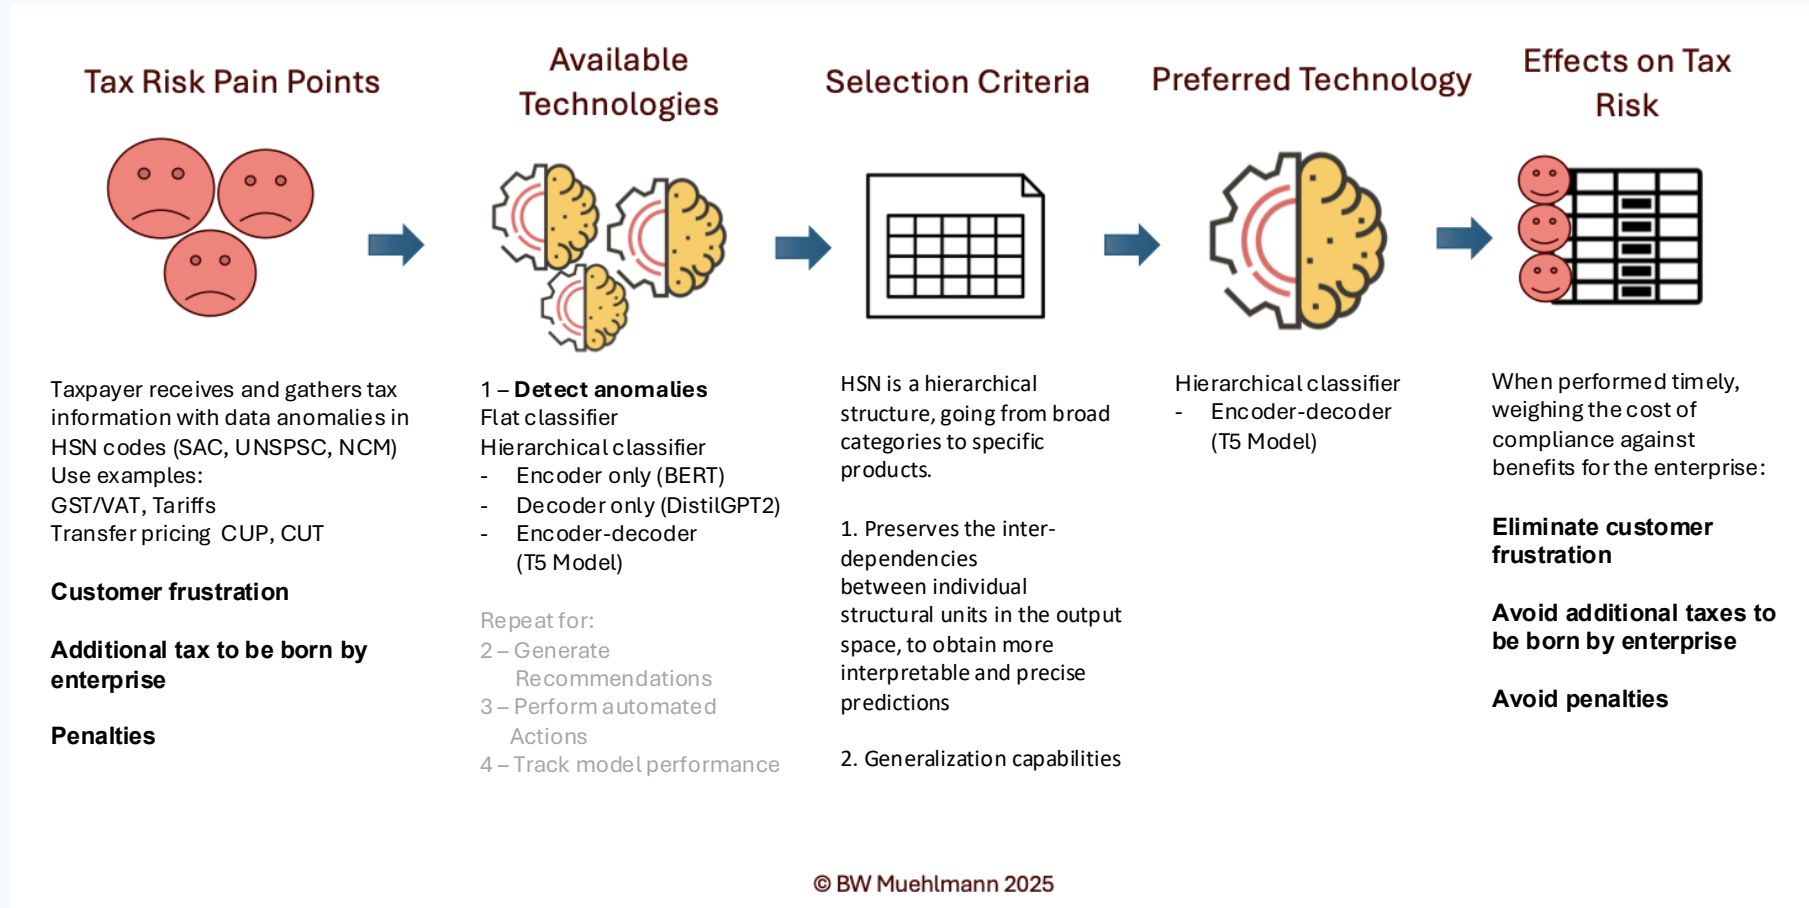 Tax Risk Pain Points
Taxpayer receives and gathers tax
information with data anomalies in
HSN codes (SAC, UNSPSC, NCM)
Use examples:
GST/VAT, Tariffs
Transfer pricing CUP, CUT
Customer frustration
Additional tax to be born by
enterprise
Penalties
Available
Technologies
1 – Detect anomalies
Flat classifier
Hierarchical classifier
- Encoder only (BERT)
- Decoder only (DistilGPT2)
- Encoder-decoder
(T5 Model)
Repeat for:
2 – Generate
Recommendations
3 – Perform automated
Actions
4 – Track model performance
Selection Criteria
HSN is a hierarchical
structure, going from broad
categories to specific
products.
1. Preserves the inter-
dependencies
between individual
structural units in the output
space, to obtain more
interpretable and precise
predictions
2. Generalization capabilities
Preferred Technology
Hierarchical classifier
- Encoder-decoder
(T5 Model)
Effects on Tax
Risk
When performed timely,
weighing the cost of
compliance against
benefits for the enterprise:
Eliminate customer
frustration
Avoid additional taxes to
be born by enterprise
Avoid penalties
© BW Muehlmann 2025